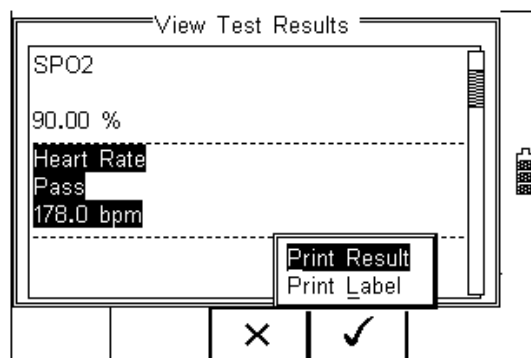 View Test Results
SPO2
90.00 %
Heart Rate
Pass
178.0 bpm
Print Result
Print Label